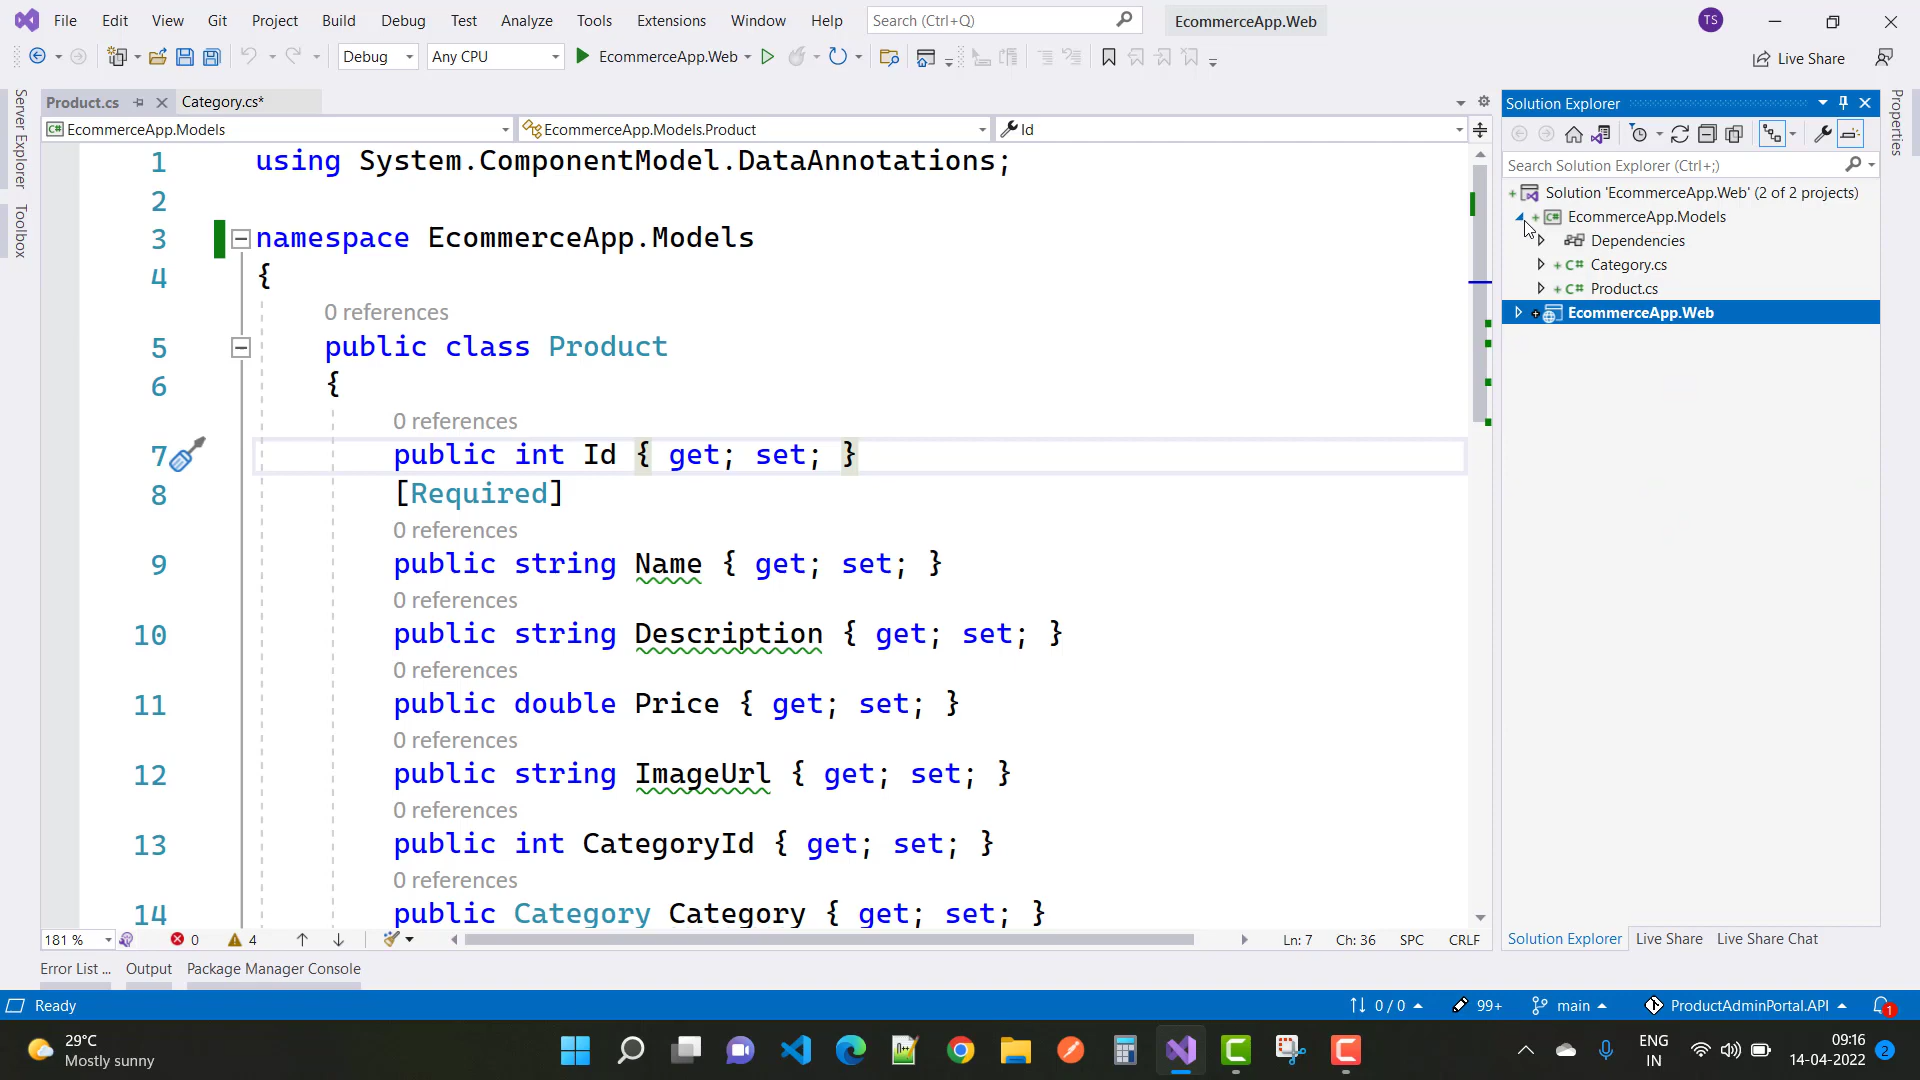 File Edit View Git Project Build Debug Test Analyze Tools Extensions Window Help Search (Ctrl+Q) EcommerceApp.Web TS
Debug Any CPU EcommerceApp.Web Live Share
Server Explorer
Toolbox
Product.cs Category.cs*
EcommerceApp.Models EcommerceApp.Models.Product Id
1 using System.ComponentModel.DataAnnotations;
2
3 namespace EcommerceApp.Models
4 {
0 references
5 public class Product
6 {
0 references
7 public int Id { get; set; }
8 [Required]
0 references
9 public string Name { get; set; }
0 references
10 public string Description { get; set; }
0 references
11 public double Price { get; set; }
0 references
12 public string ImageUrl { get; set; }
0 references
13 public int CategoryId { get; set; }
0 references
14 public Category Category { get; set; }
181 % 0 4 Ln: 7 Ch: 36 SPC CRLF
Solution Explorer
Search Solution Explorer (Ctrl+;)
Solution 'EcommerceApp.Web' (2 of 2 projects)
EcommerceApp.Models
Dependencies
C# Category.cs
C# Product.cs
EcommerceApp.Web
Solution Explorer Live Share Live Share Chat
Properties
Error List ... Output Package Manager Console
Ready 0 / 0 99+ main ProductAdminPortal.API 1
29°C
Mostly sunny
ENG
IN
09:16
14-04-2022
2